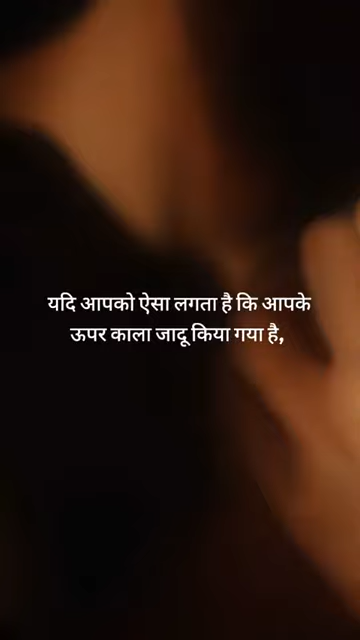 यदि आपको ऐसा लगता है कि आपके
ऊपर काला जादू किया गया है,